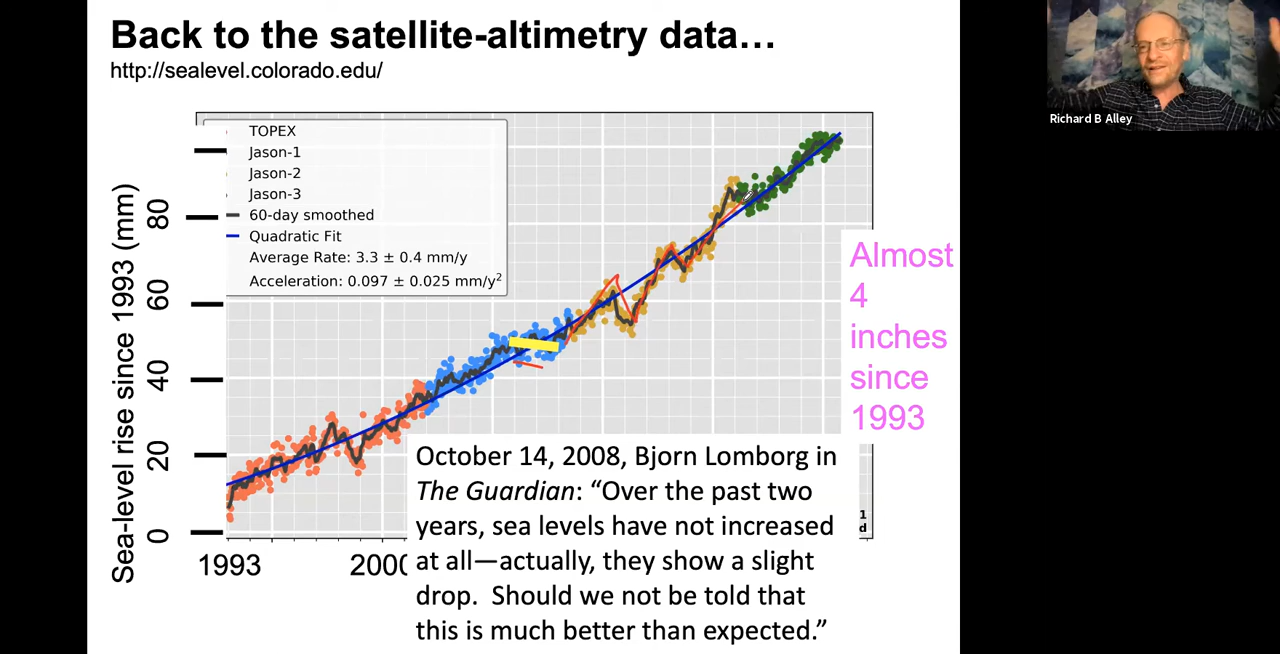 Back to the satellite-altimetry data…
http://sealevel.colorado.edu/
Richard B Alley
TOPEX
Jason-1
Jason-2
Jason-3
60-day smoothed
Quadratic Fit
Average Rate: 3.3 ± 0.4 mm/y
Acceleration: 0.097 ± 0.025 mm/y²
Sea-level rise since 1993 (mm)
80
60
40
20
0
1993
200
Almost
4
inches
since
1993
October 14, 2008, Bjorn Lomborg in
The Guardian: “Over the past two
years, sea levels have not increased
at all—actually, they show a slight
drop.  Should we not be told that
this is much better than expected.”
1
d